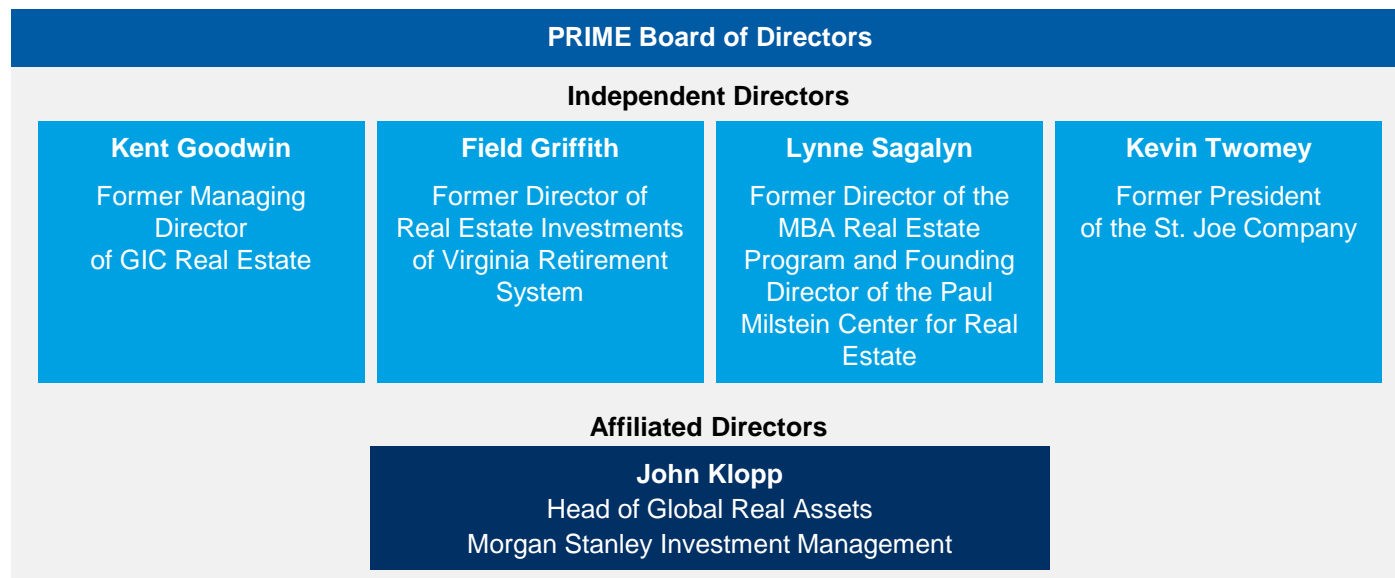 PRIME Board of Directors
Independent Directors
Kent Goodwin
Former Managing
Director
of GIC Real Estate
Field Griffith
Former Director of
Real Estate Investments
of Virginia Retirement
System
Lynne Sagalyn
Former Director of the
MBA Real Estate
Program and Founding
Director of the Paul
Milstein Center for Real
Estate
Kevin Twomey
Former President
of the St. Joe Company
Affiliated Directors
John Klopp
Head of Global Real Assets
Morgan Stanley Investment Management